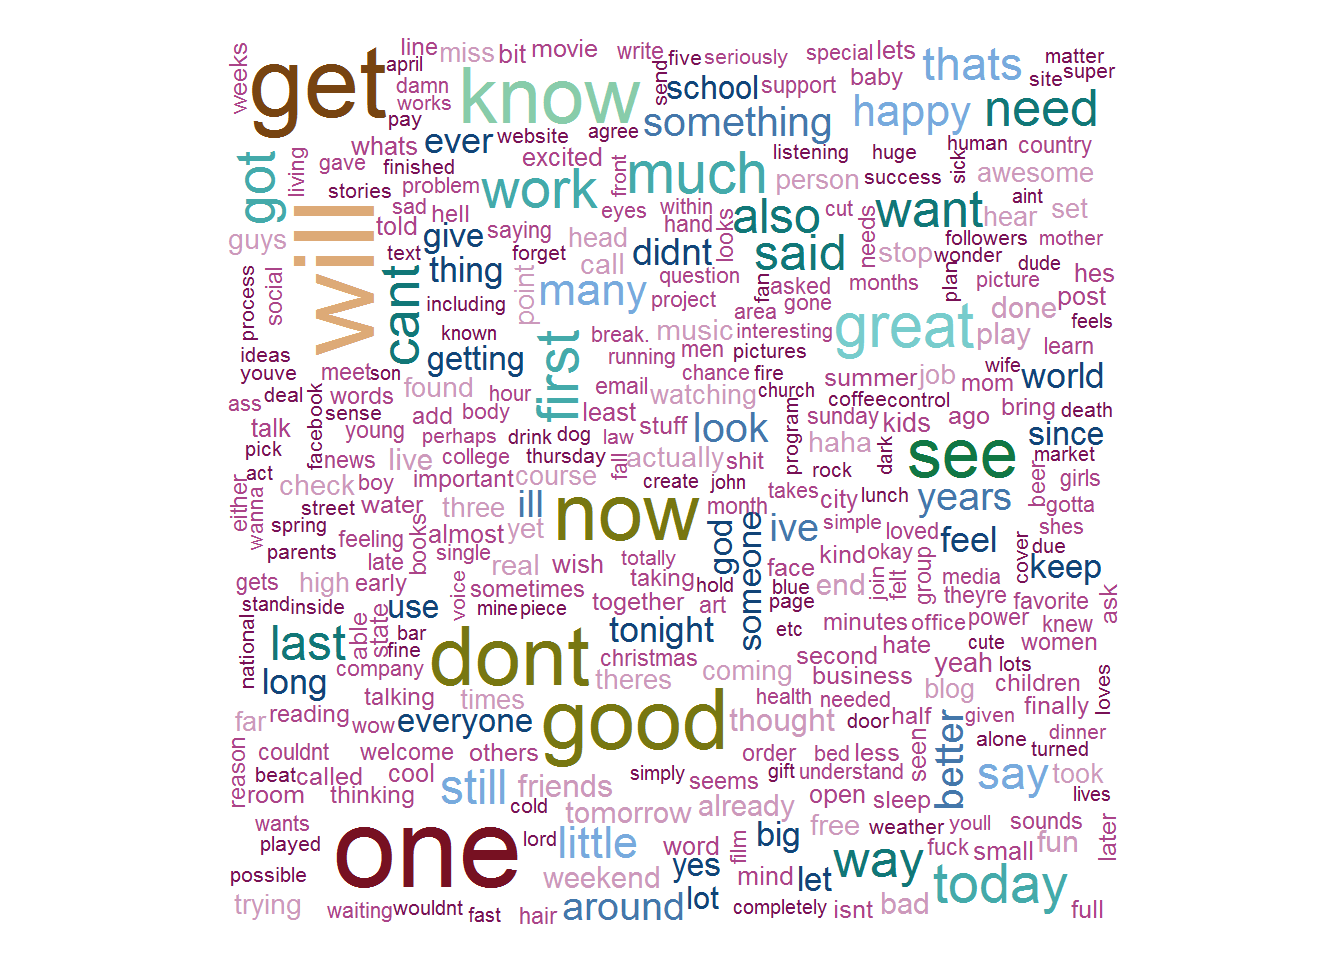 weeks
get
april
line
miss
bit
movie
write
send
five
seriously
special
lets
thats
matter
site
super
damn
works
pay
know
school
support
baby
happy
need
something
whats
ever
website
agree
listening
huge
human
country
got
living
gave
finished
excited
front
much
person
success
sick
awesome
stories
problem
work
aint
will
sad
hell
eyes
within
also
cut
want
hear
set
guys
told
give
saying
head
hand
looks
said
needs
followers
mother
text
forget
didnt
stop
wonder
dude
process
social
cant
thing
call
question
fan
asked
months
plan
picture
hes
including
point
many
project
area
gone
done
post
known
first
break.
music
interesting
great
play
feels
ideas
getting
running
men
pictures
learn
youve
meet
son
chance
fire
wife
deal
words
found
hour
email
watching
church
summer
job
mom
world
ass
facebook
sense
add
body
least
coffee
control
bring
death
talk
young
perhaps
drink
dog
law
stuff
look
program
sunday
kids
ago
since
pick
news
live
college
thursday
fall
actually
shit
haha
dark
see
market
either
wanna
act
check
boy
important
course
create
john
rock
beer
girls
street
water
three
ill
now
month
takes
city
lunch
years
gotta
spring
feeling
books
almost
yet
god
someone
ive
simple
loved
shes
parents
late
single
real
wish
totally
face
kind
okay
feel
cover
due
keep
gets
high
early
voice
sometimes
taking
hold
blue
end
join
felt
group
media
theyre
favorite
ask
stand
inside
use
mine
piece
together
art
page
national
able
state
bar
tonight
etc
minutes
office
power
knew
last
fine
dont
christmas
second
hate
cute
women
company
theres
coming
business
yeah
lots
long
talking
times
health
needed
blog
children
loves
far
reading
wow
everyone
good
thought
door
half
given
finally
reason
couldnt
welcome
others
order
bed
less
seen
better
alone
dinner
turned
beat
called
cool
still
friends
simply
seems
gift
understand
say
took
room
thinking
cold
tomorrow
already
open
sleep
lives
wants
one
lord
little
word
film
big
free
weather
youll
sounds
later
played
yes
fuck
small
fun
possible
weekend
mind
let
way
today
trying
waiting
wouldnt
fast
hair
around
lot
completely
isnt
bad
full